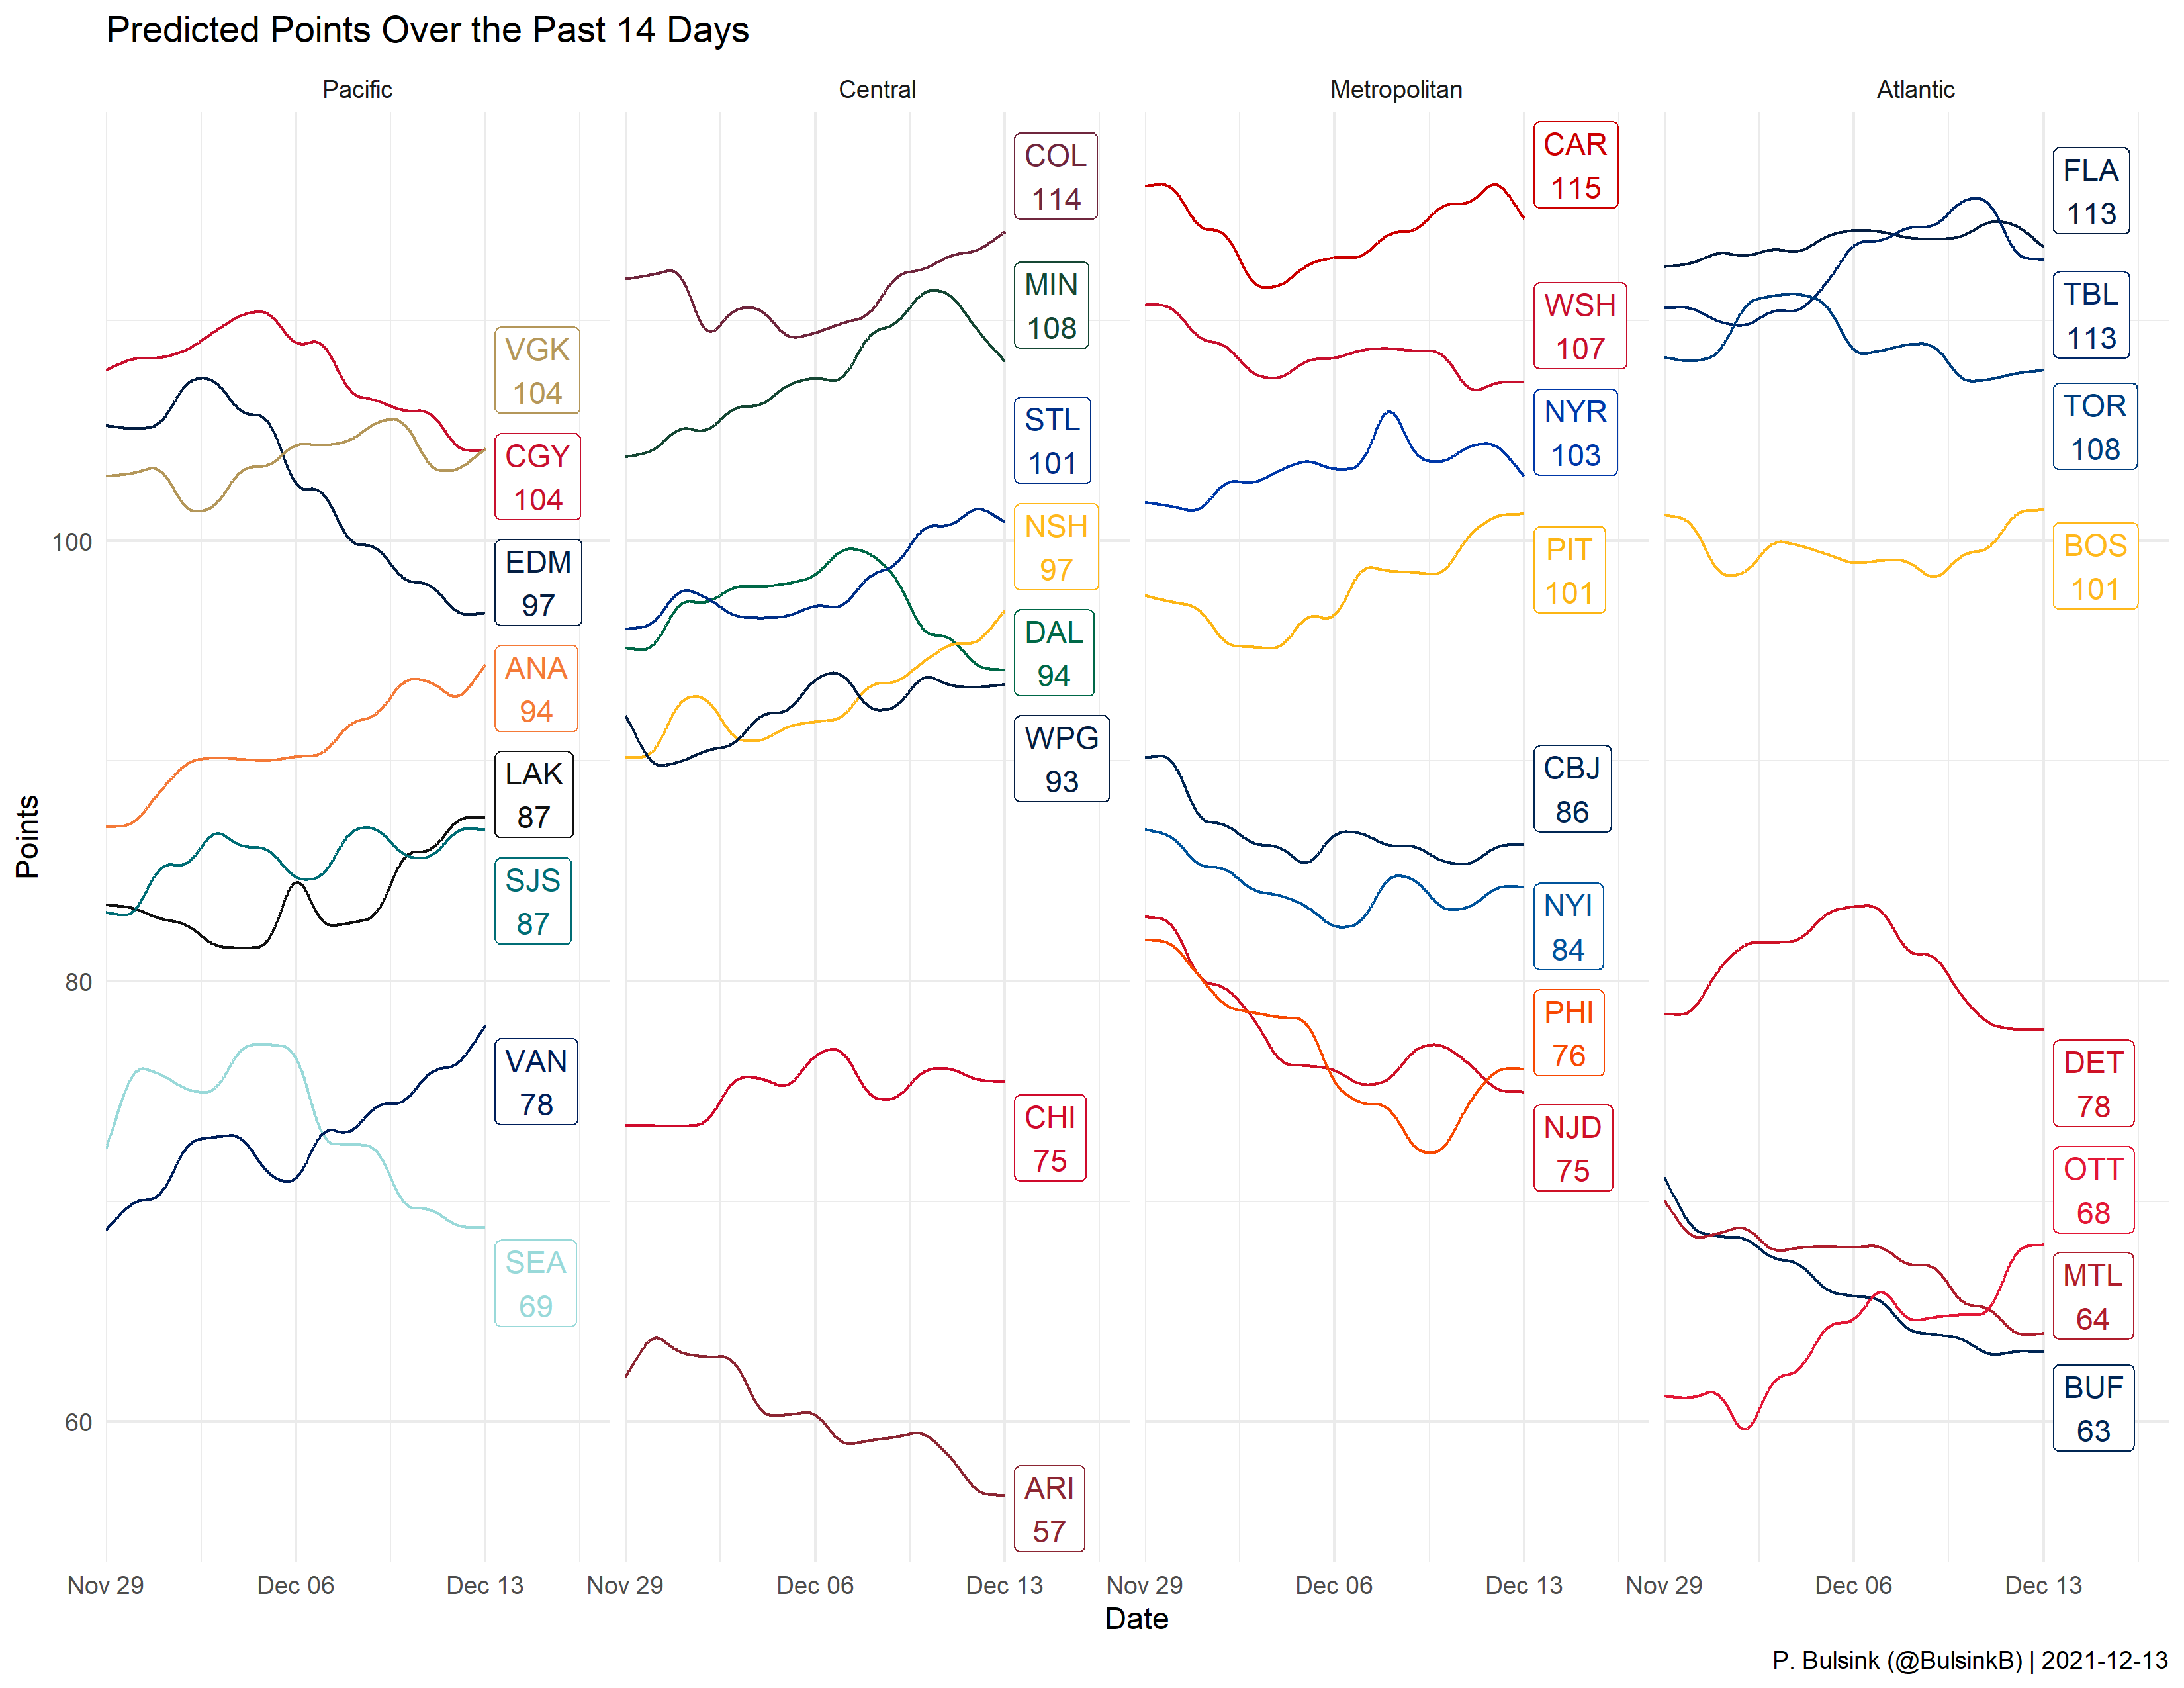 Predicted Points Over the Past 14 Days
Pacific
Central
Metropolitan
Atlantic
Points
100
80
60
VGK
104
CGY
104
EDM
97
ANA
94
LAK
87
SJS
87
VAN
78
SEA
69
COL
114
MIN
108
STL
101
NSH
97
DAL
94
WPG
93
CHI
75
ARI
57
CAR
115
WSH
107
NYR
103
PIT
101
CBJ
86
NYI
84
PHI
76
NJD
75
FLA
113
TBL
113
TOR
108
BOS
101
DET
78
OTT
68
MTL
64
BUF
63
Nov 29 Dec 06 Dec 13 Nov 29 Dec 06 Dec 13 Nov 29 Dec 06 Dec 13 Nov 29 Dec 06 Dec 13
Date
P. Bulsink (@BulsinkB) | 2021-12-13